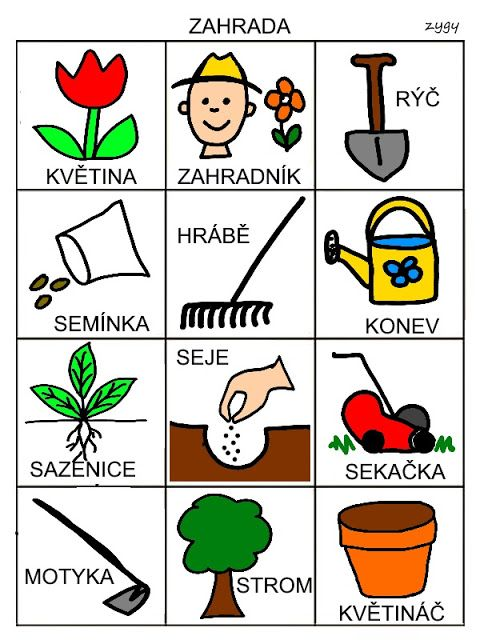 ZAHRADA
zygy
KVĚTINA
ZAHRADNÍK
RÝČ
SEMÍNKA
HRÁBĚ
KONEV
SAZENICE
SEJE
SEKAČKA
MOTYKA
STROM
KVĚTINÁČ